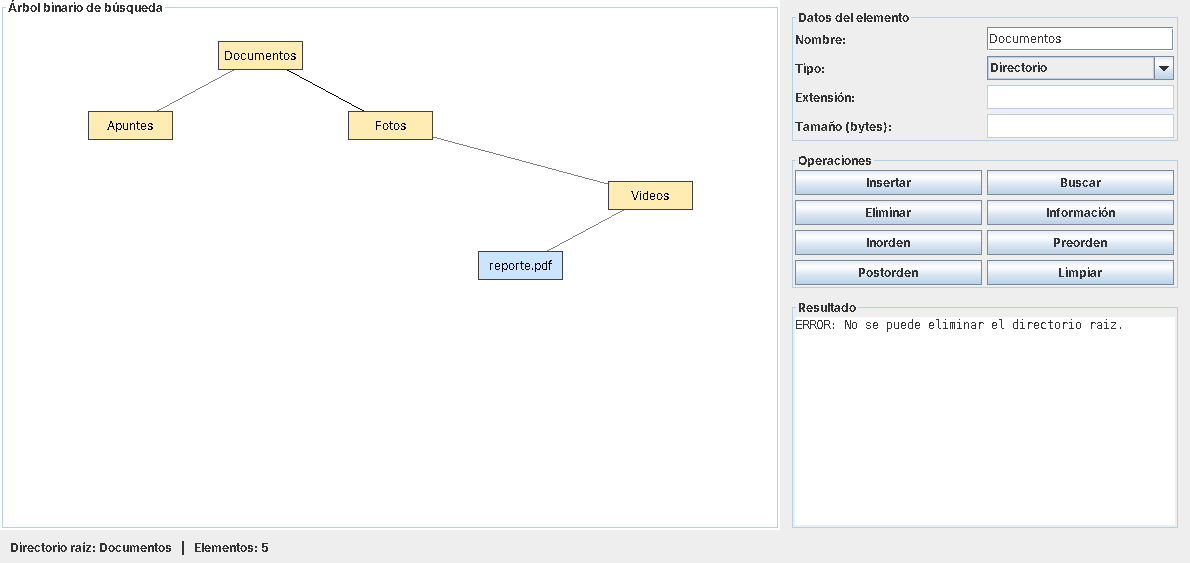 Árbol binario de búsqueda
Documentos
Apuntes
Fotos
Videos
reporte.pdf
Datos del elemento
Nombre: Documentos
Tipo: Directorio
Extensión:
Tamaño (bytes):
Operaciones
Insertar Buscar
Eliminar Información
Inorden Preorden
Postorden Limpiar
Resultado
ERROR: No se puede eliminar el directorio raiz.
Directorio raíz: Documentos | Elementos: 5